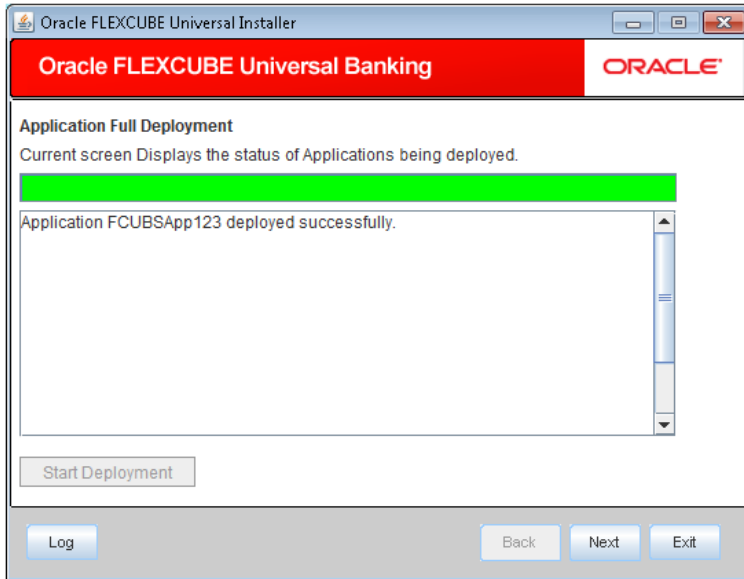 Oracle FLEXCUBE Universal Installer
Oracle FLEXCUBE Universal Banking
ORACLE
Application Full Deployment
Current screen Displays the status of Applications being deployed.
Application FCUBSApp123 deployed successfully.
Start Deployment
Log
Back
Next
Exit